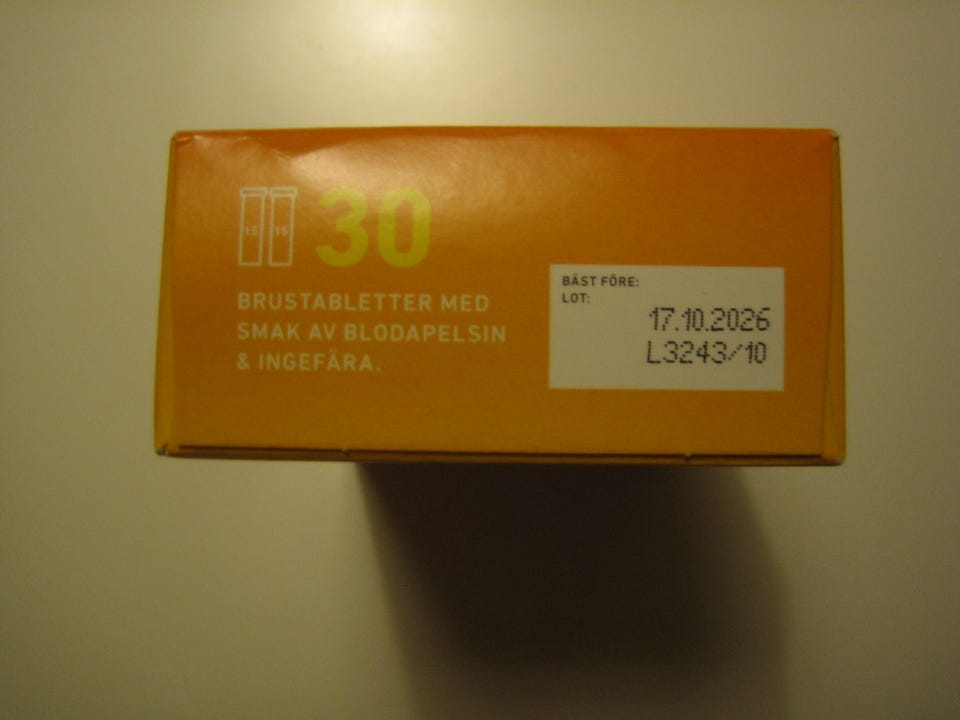 15 15 30
BRUSTABLETTER MED
SMAK AV BLODAPELSIN
& INGEFÄRA.
BÄST FÖRE:
LOT:
17.10.2026
L3243/10